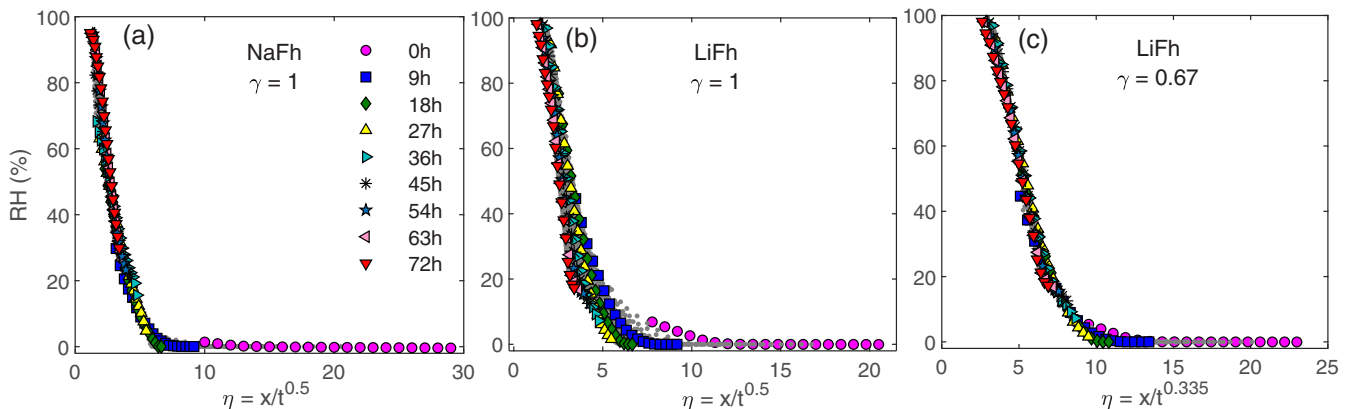 (a)
NaFh
γ = 1
0h
9h
18h
27h
36h
45h
54h
63h
72h
RH (%)
100
80
60
40
20
0
0
10
20
30
η = x/t^0.5
(b)
LiFh
γ = 1
100
80
60
40
20
0
0
5
10
15
20
η = x/t^0.5
(c)
LiFh
γ = 0.67
100
80
60
40
20
0
0
5
10
15
20
25
η = x/t^0.335